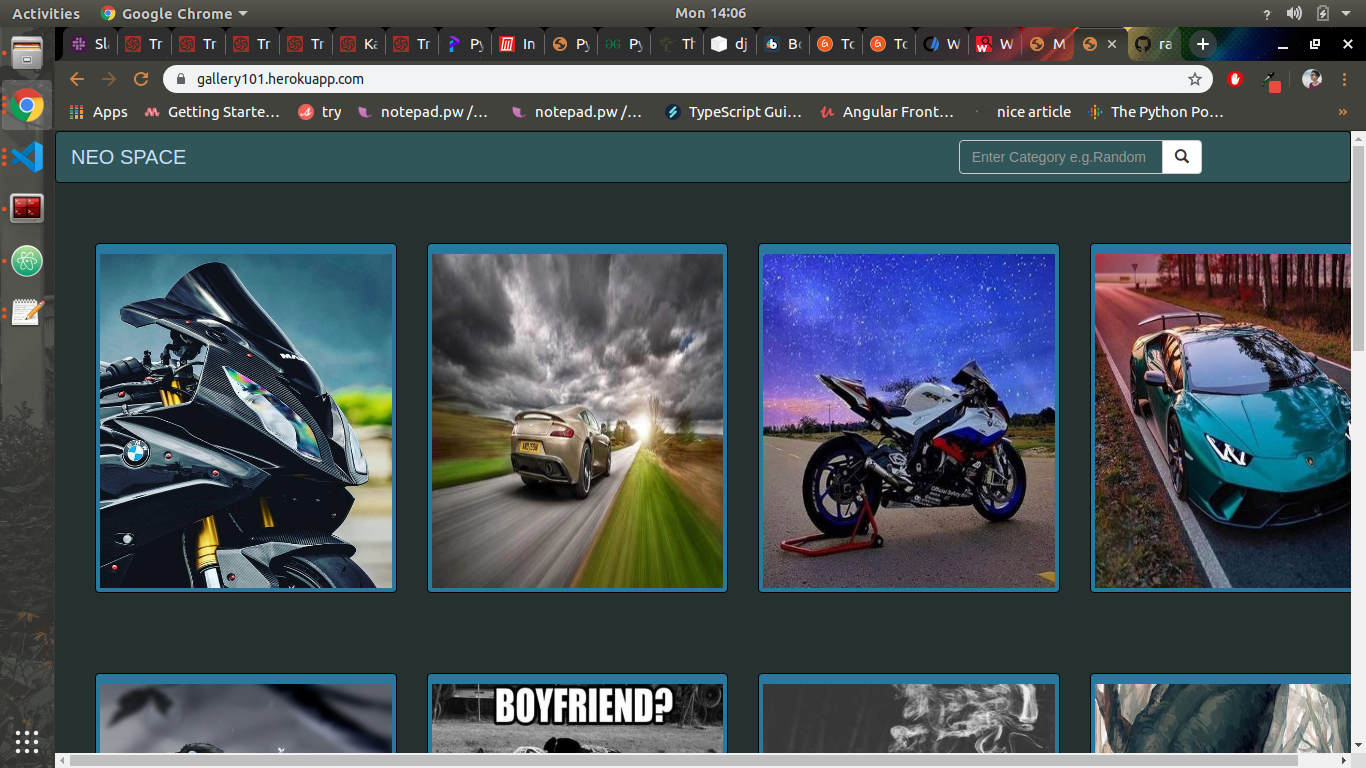 Activities Google Chrome Mon 14:06 ?
Sl Tr Tr Tr Tr Ka Tr Py In Py Py Th dj Bo To To W W M ra
gallery101.herokuapp.com
Apps Getting Starte... try notepad.pw /... notepad.pw /... TypeScript Gui... Angular Front... nice article The Python Po... »
NEO SPACE Enter Category e.g.Random
BOYFRIEND?